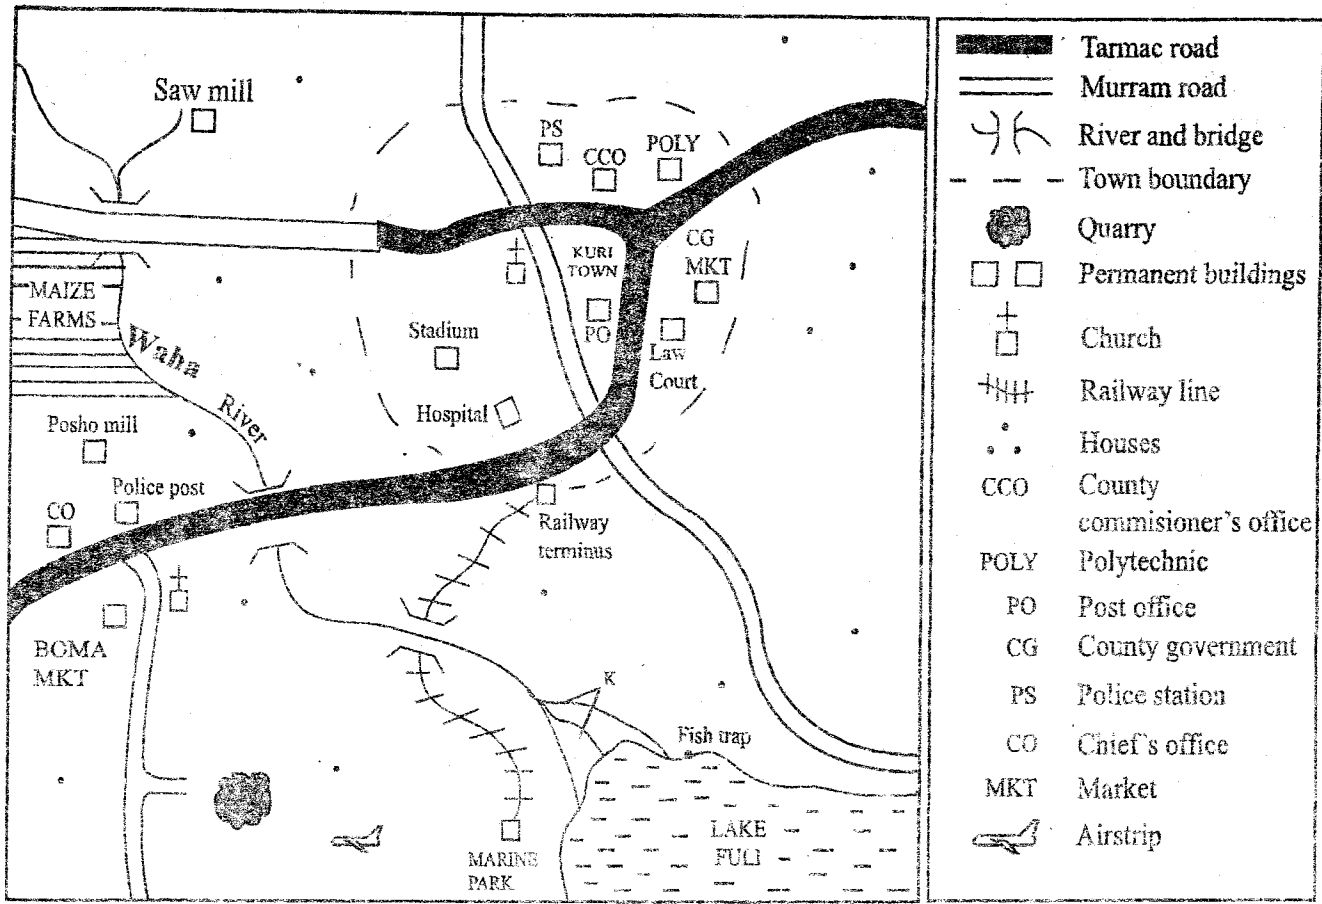 Saw mill
PS
CCO
POLY
KURI
TOWN
CG
MKT
PO
Law
Court
MAIZE
FARMS
Waha
River
Stadium
Hospital
Posho mill
Police post
CO
Railway
terminus
BOMA
MKT
K
Fish trap
LAKE
FULI
MARINE
PARK
Tarmac road
Murram road
River and bridge
Town boundary
Quarry
Permanent buildings
Church
Railway line
Houses
CCO County
commisioner's office
POLY Polytechnic
PO Post office
CG County government
PS Police station
CO Chief's office
MKT Market
Airstrip